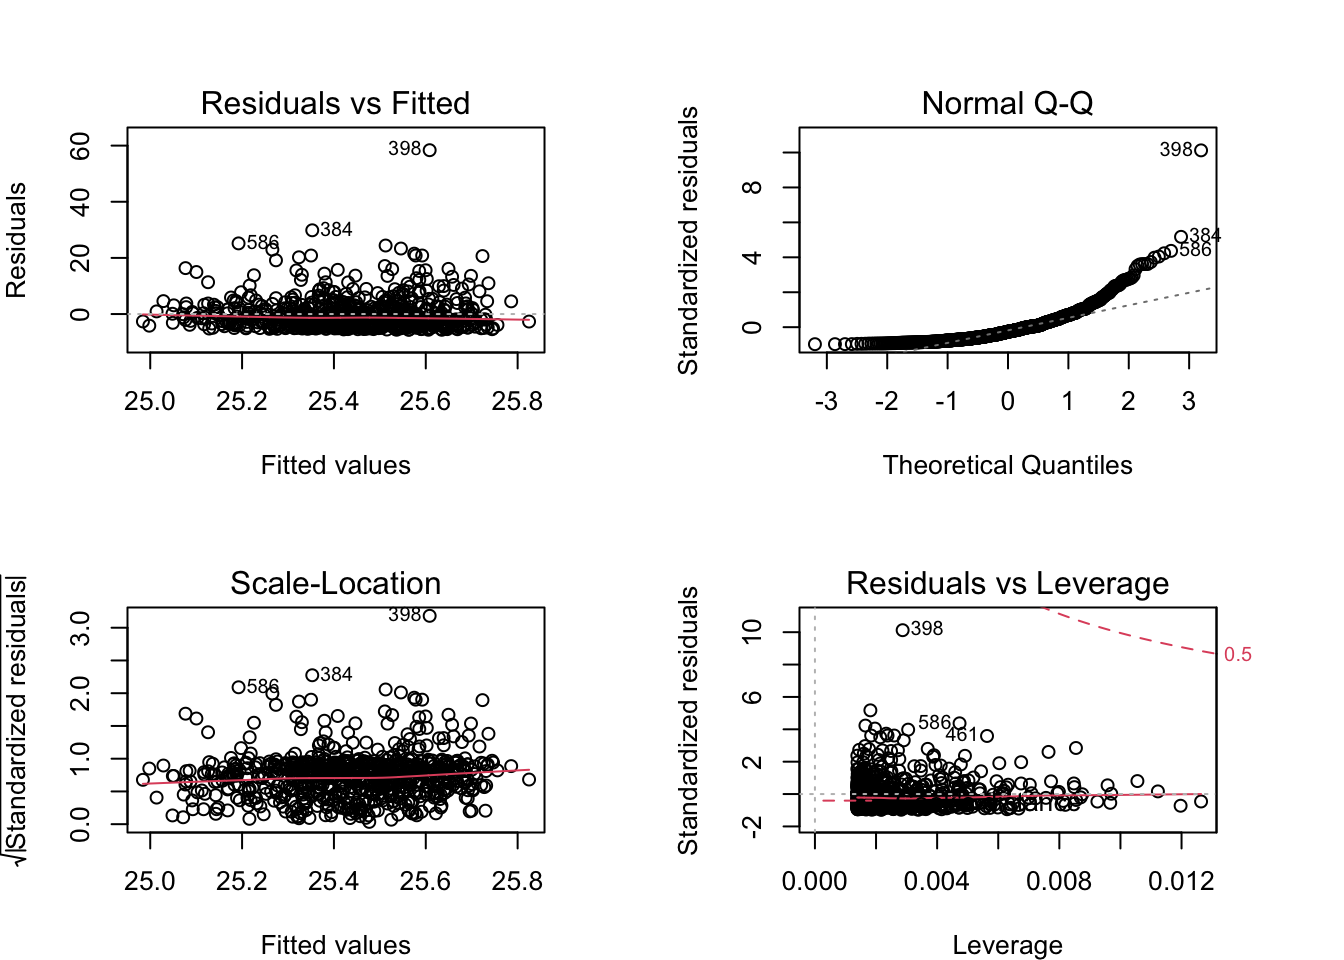 Residuals vs Fitted
Residuals
0 20 40 60
398
586
384
25.0 25.2 25.4 25.6 25.8
Fitted values
Normal Q-Q
Standardized residuals
0 4 8
398
384
586
-3 -2 -1 0 1 2 3
Theoretical Quantiles
Scale-Location
√|Standardized residuals|
0.0 1.0 2.0 3.0
398
586
384
25.0 25.2 25.4 25.6 25.8
Fitted values
Residuals vs Leverage
Standardized residuals
-2 2 6 10
398
586
461
0.5
0.000 0.004 0.008 0.012
Leverage